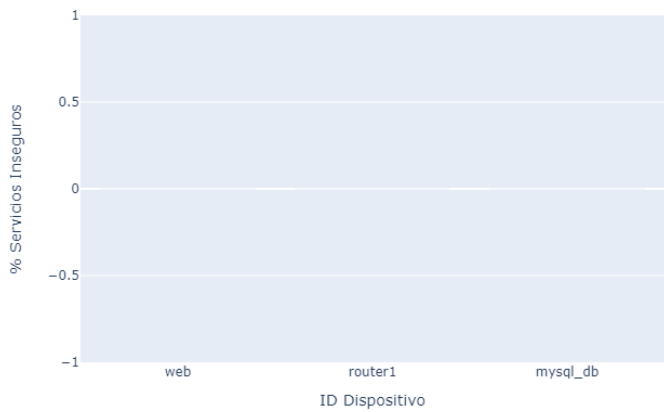 1
0.5
0
−0.5
−1
% Servicios Inseguros
web
router1
mysql_db
ID Dispositivo